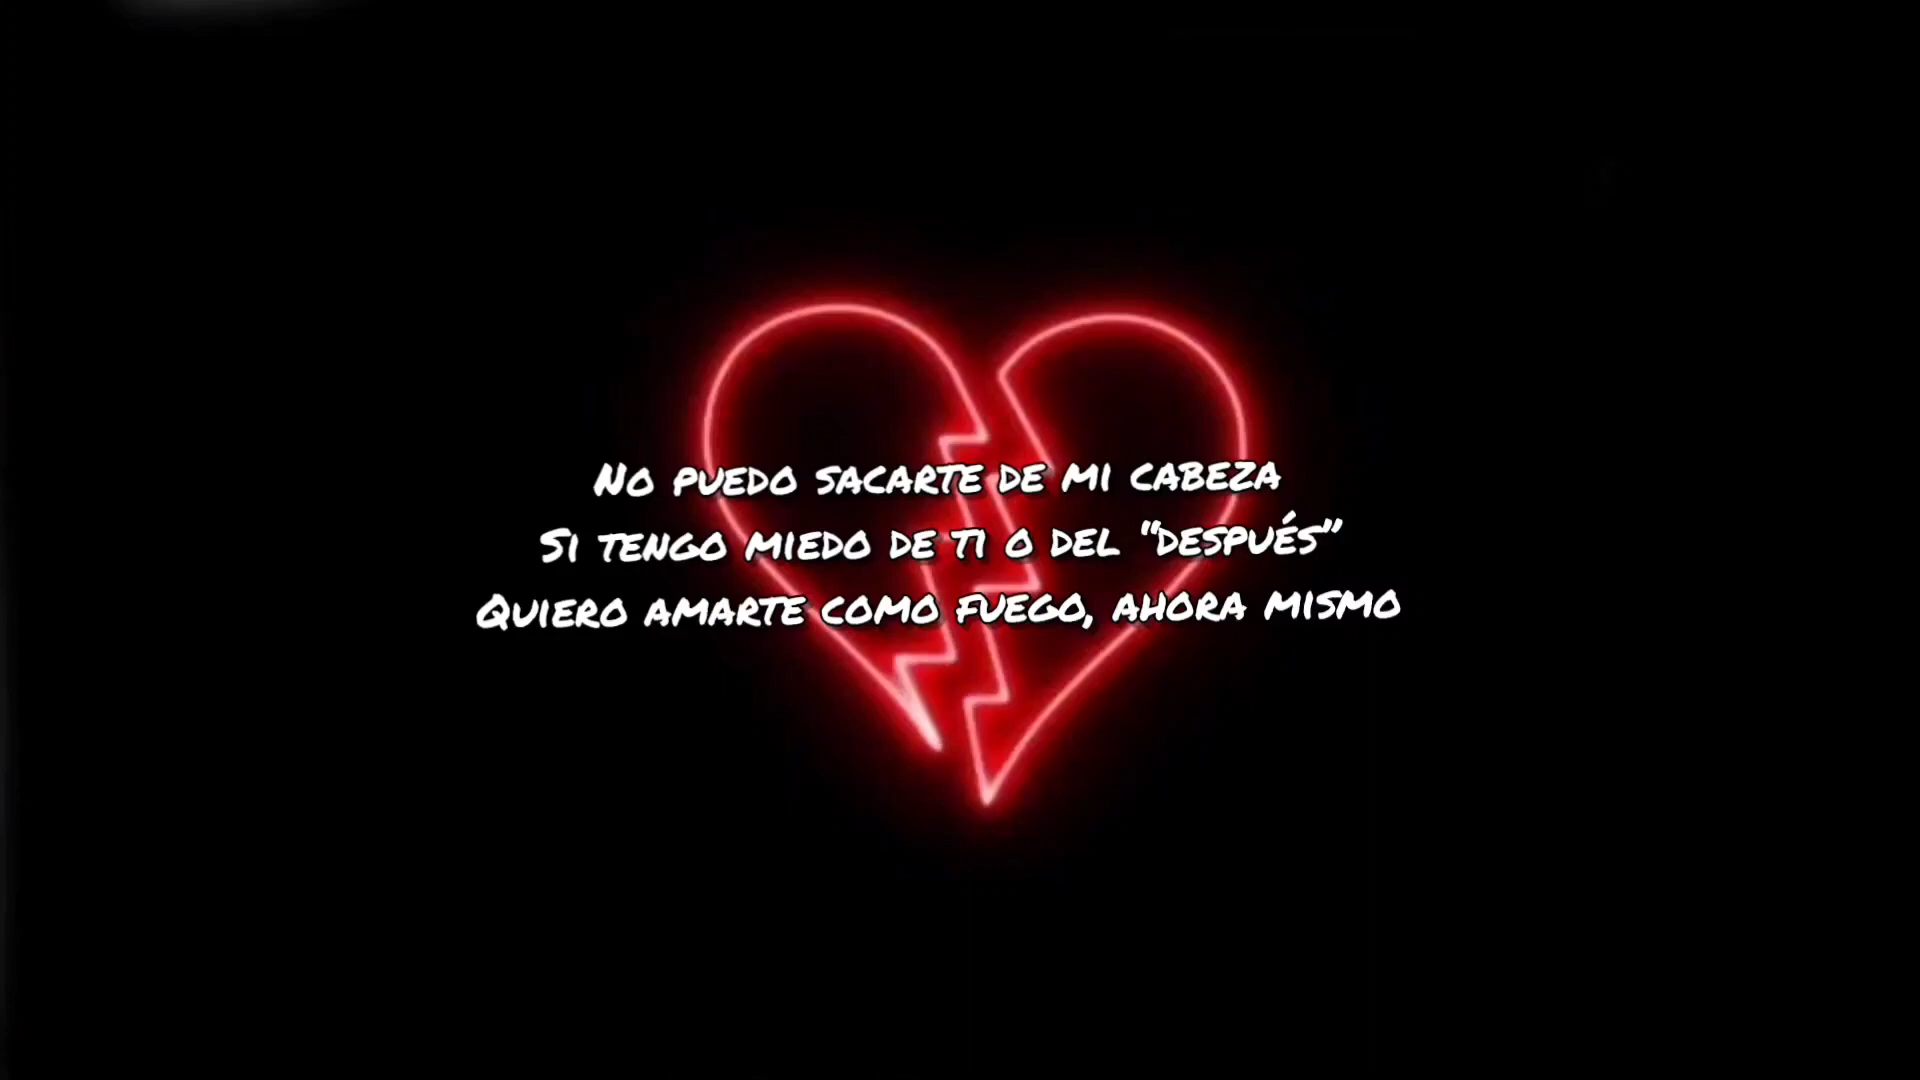 No puedo sacarte de mi cabeza
Si tengo miedo de ti o del “después”
Quiero amarte como fuego, ahora mismo